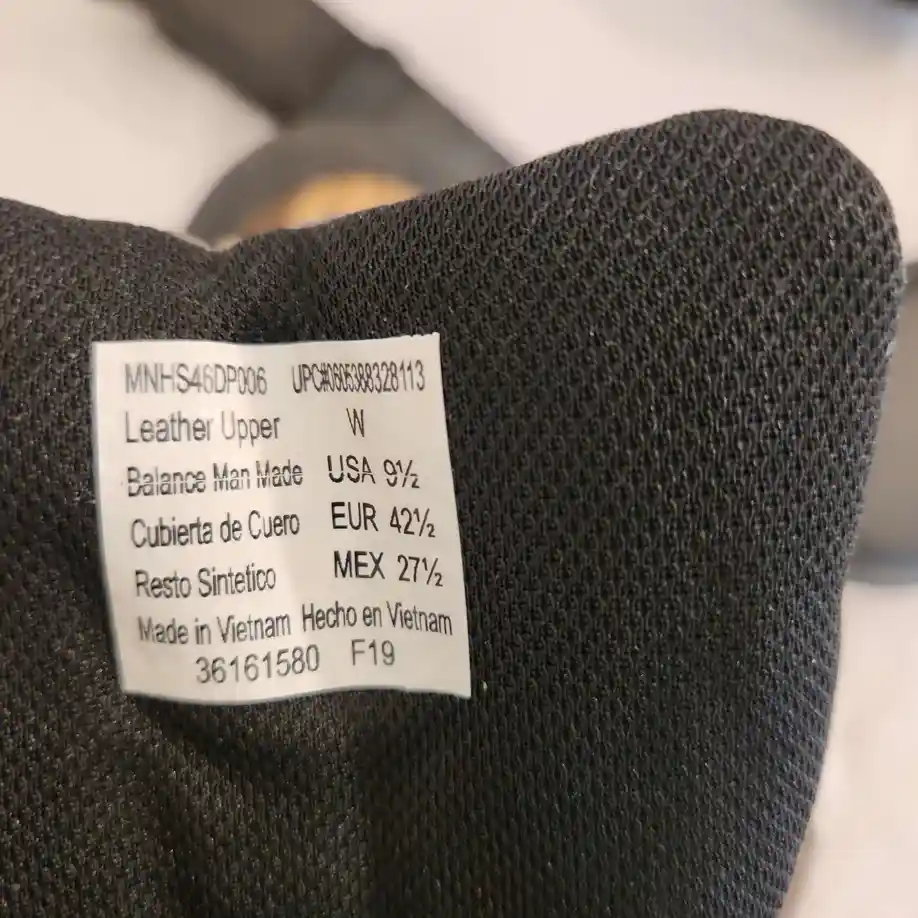 MNHS46DP006 UPC#0605388328113
Leather Upper W
Balance Man Made USA 9½
Cubierta de Cuero EUR 42½
Resto Sintetico MEX 27½
Made in Vietnam Hecho en Vietnam
36161580 F19